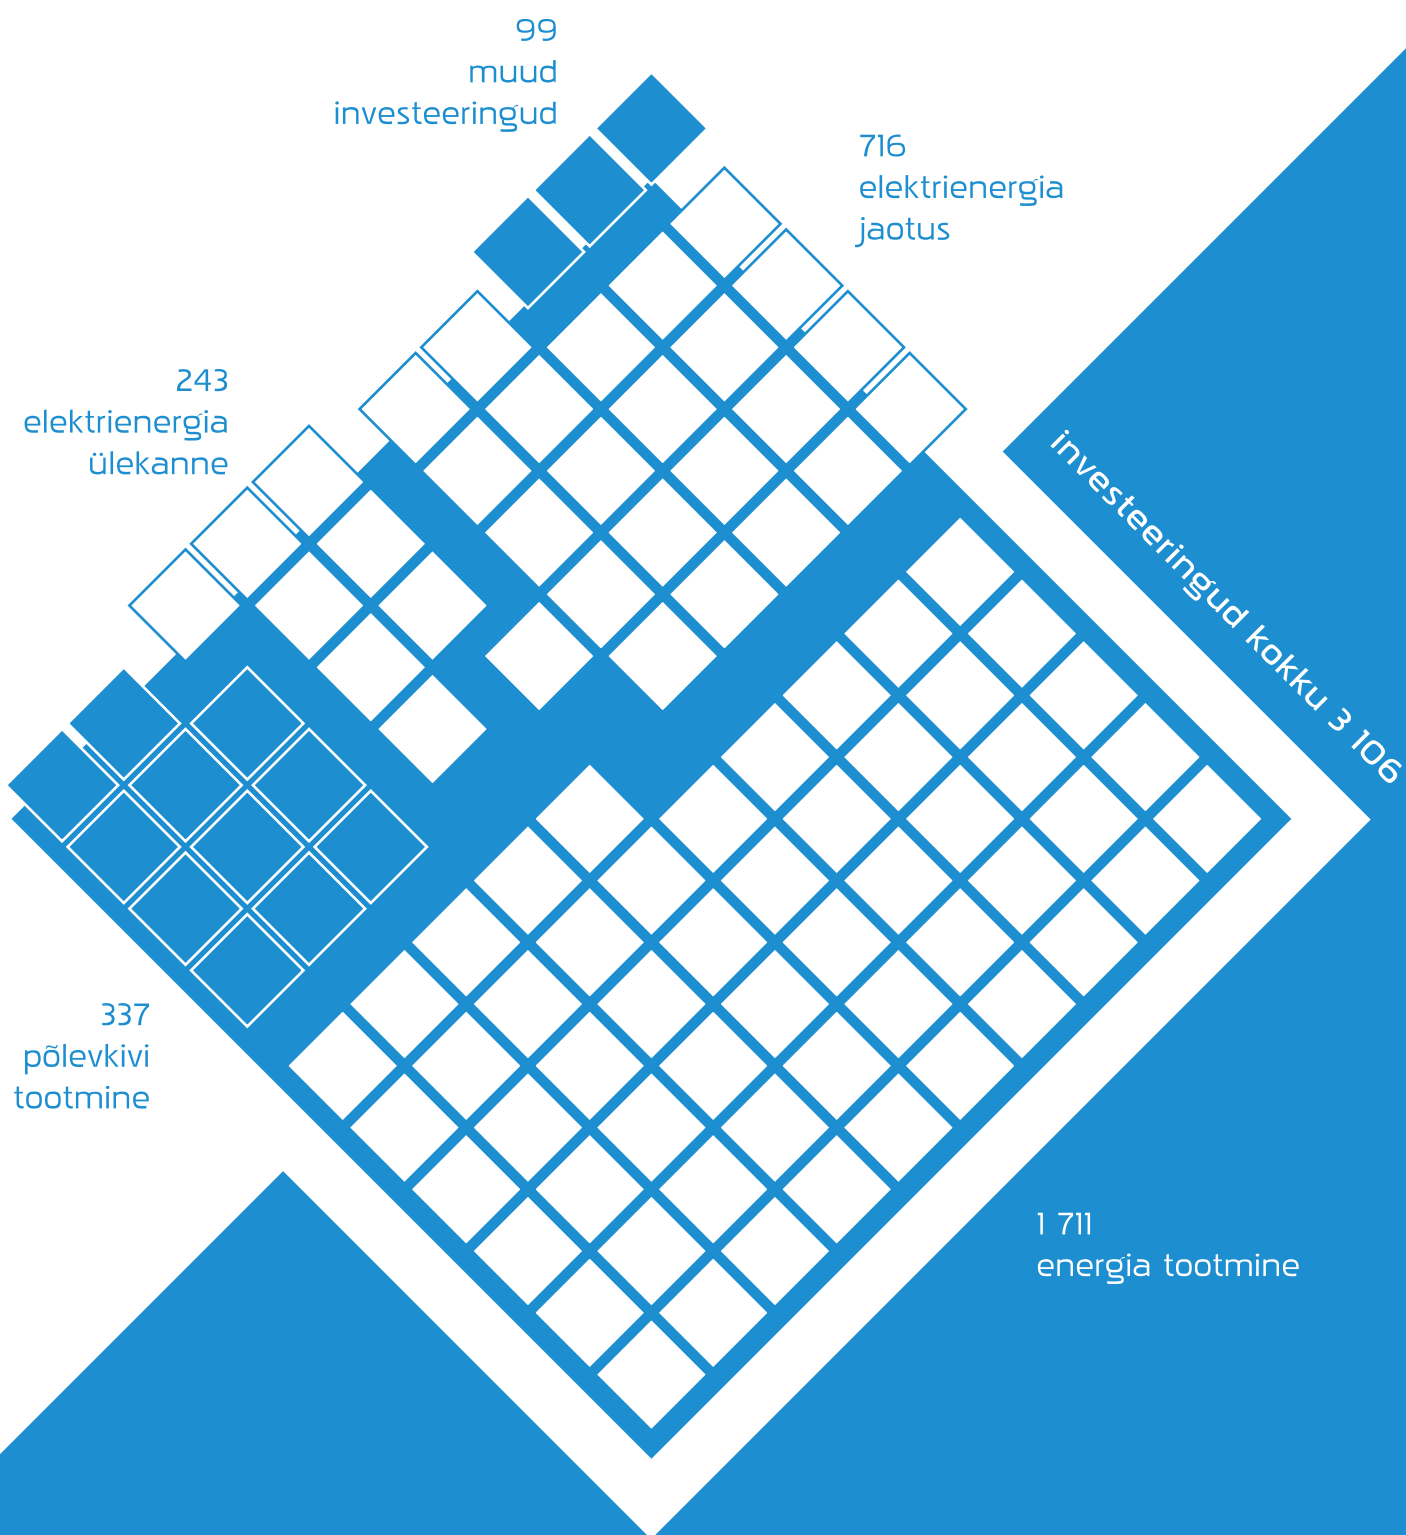 99
muud
investeeringud
716
elektrienergia
jaotus
243
elektrienergia
ülekanne
investeeringud kokku 3 106
337
põlevkivi
tootmine
1 711
energia tootmine